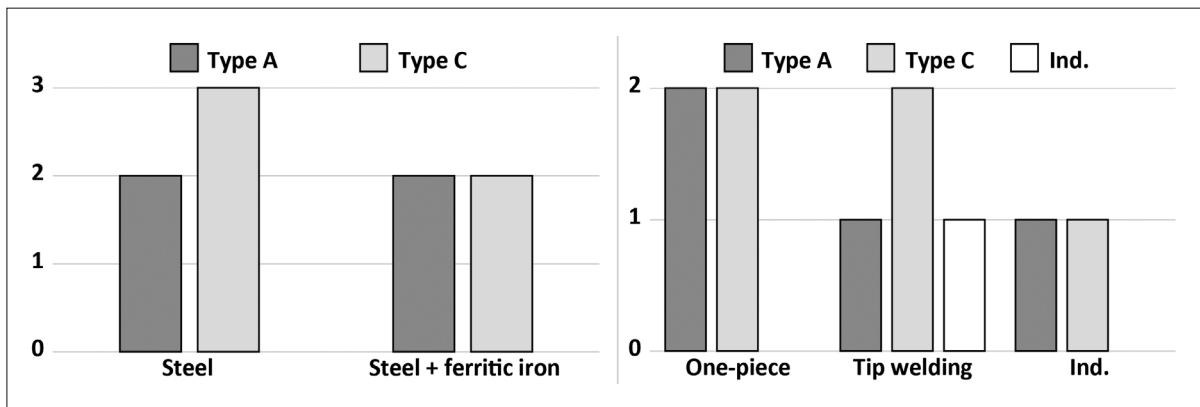 Type A Type C
3
2
1
0
Steel Steel + ferritic iron
Type A Type C Ind.
2
1
0
One-piece Tip welding Ind.